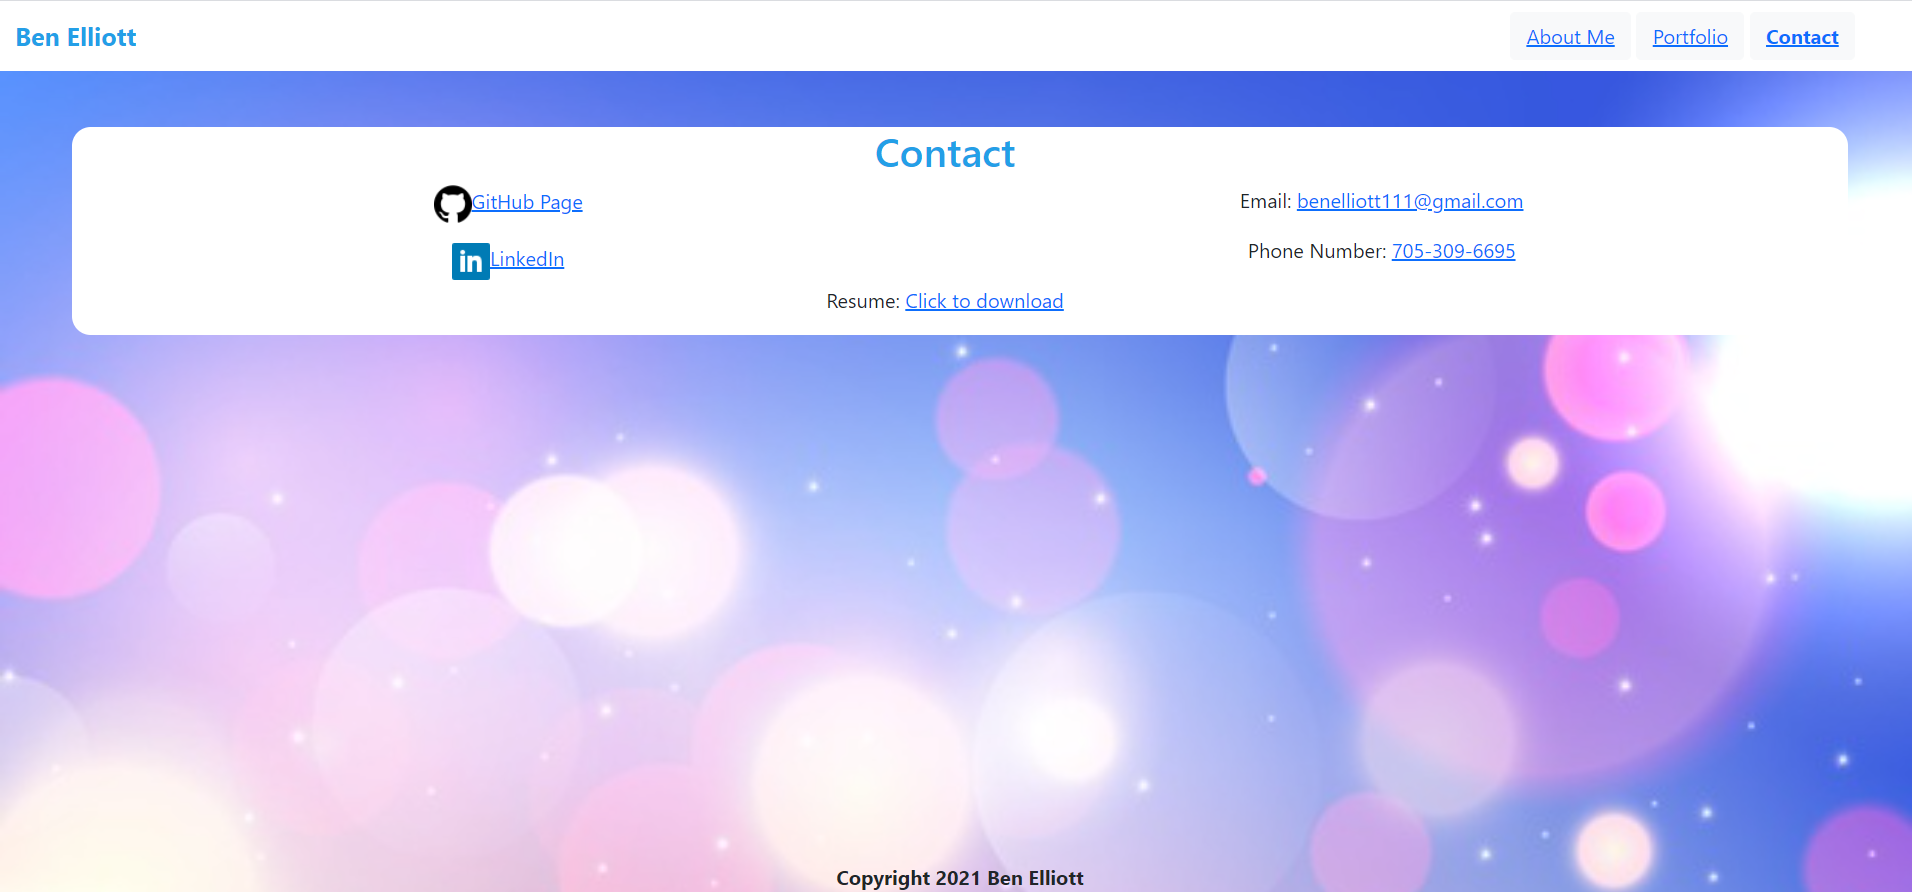 Ben Elliott
About Me Portfolio Contact
Contact
GitHub Page
Email: benelliott111@gmail.com
in LinkedIn
Phone Number: 705-309-6695
Resume: Click to download
Copyright 2021 Ben Elliott